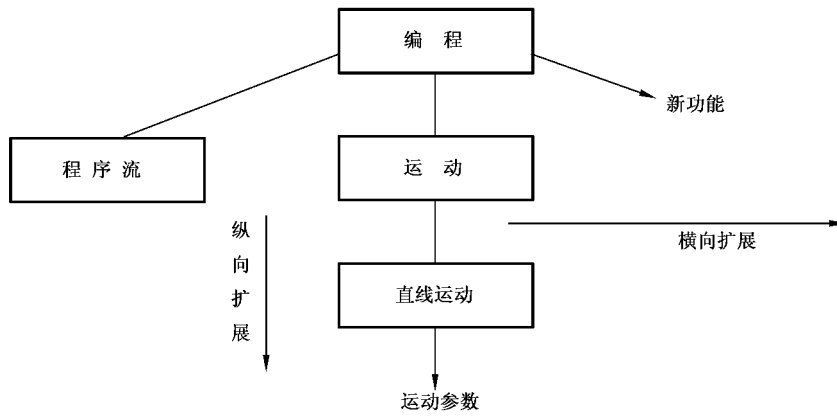 编 程
新功能
程 序 流
运 动
纵向扩展
横向扩展
直线运动
运动参数